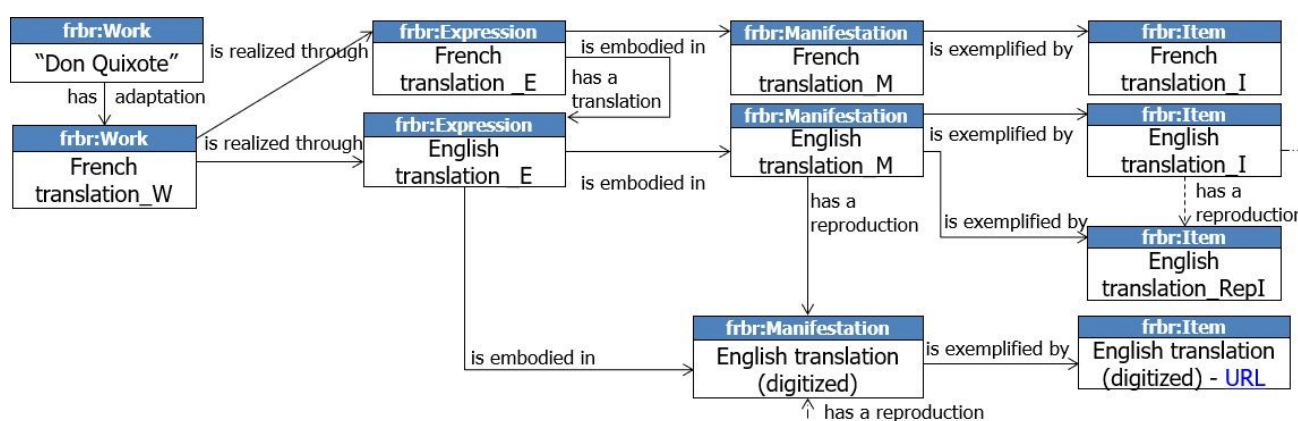 frbr:Work
“Don Quixote”
has adaptation
frbr:Work
French
translation_W
is realized through
is realized through
frbr:Expression
French
translation _E
has a
translation
frbr:Expression
English
translation _E
is embodied in
is embodied in
is embodied in
frbr:Manifestation
French
translation_M
frbr:Manifestation
English
translation_M
has a
reproduction
frbr:Manifestation
English translation
(digitized)
has a reproduction
is exemplified by
is exemplified by
is exemplified by
is exemplified by
frbr:Item
French
translation_I
frbr:Item
English
translation_I
has a
reproduction
frbr:Item
English
translation_RepI
frbr:Item
English translation
(digitized) - URL